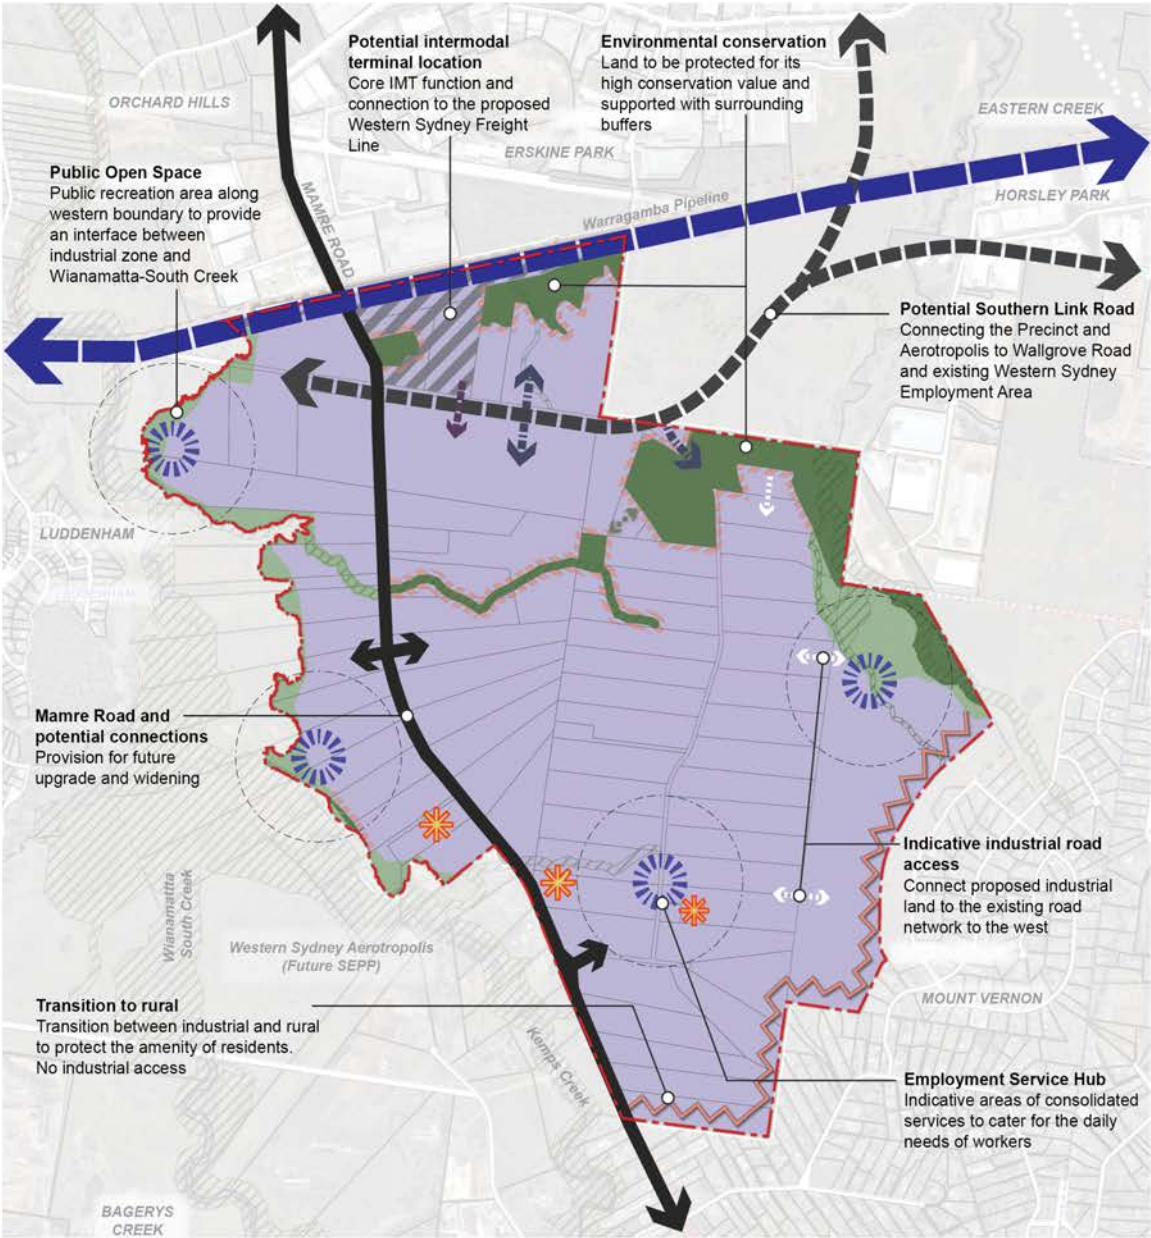 Potential intermodal
terminal location
Core IMT function and
connection to the proposed
Western Sydney Freight
Line
Environmental conservation
Land to be protected for its
high conservation value and
supported with surrounding
buffers
ORCHARD HILLS
ERSKINE PARK
EASTERN CREEK
HORSLEY PARK
Public Open Space
Public recreation area along
western boundary to provide
an interface between
industrial zone and
Wianamatta-South Creek
MAMRE ROAD
Warragamba Pipeline
Potential Southern Link Road
Connecting the Precinct and
Aerotropolis to Wallgrove Road
and existing Western Sydney
Employment Area
LUDDENHAM
Mamre Road and
potential connections
Provision for future
upgrade and widening
Indicative industrial road
access
Connect proposed industrial
land to the existing road
network to the west
Wianamattta
South Creek
Western Sydney Aerotropolis
(Future SEPP)
Transition to rural
Transition between industrial and rural
to protect the amenity of residents.
No industrial access
MOUNT VERNON
Kemps Creek
Employment Service Hub
Indicative areas of consolidated
services to cater for the daily
needs of workers
BAGERYS
CREEK